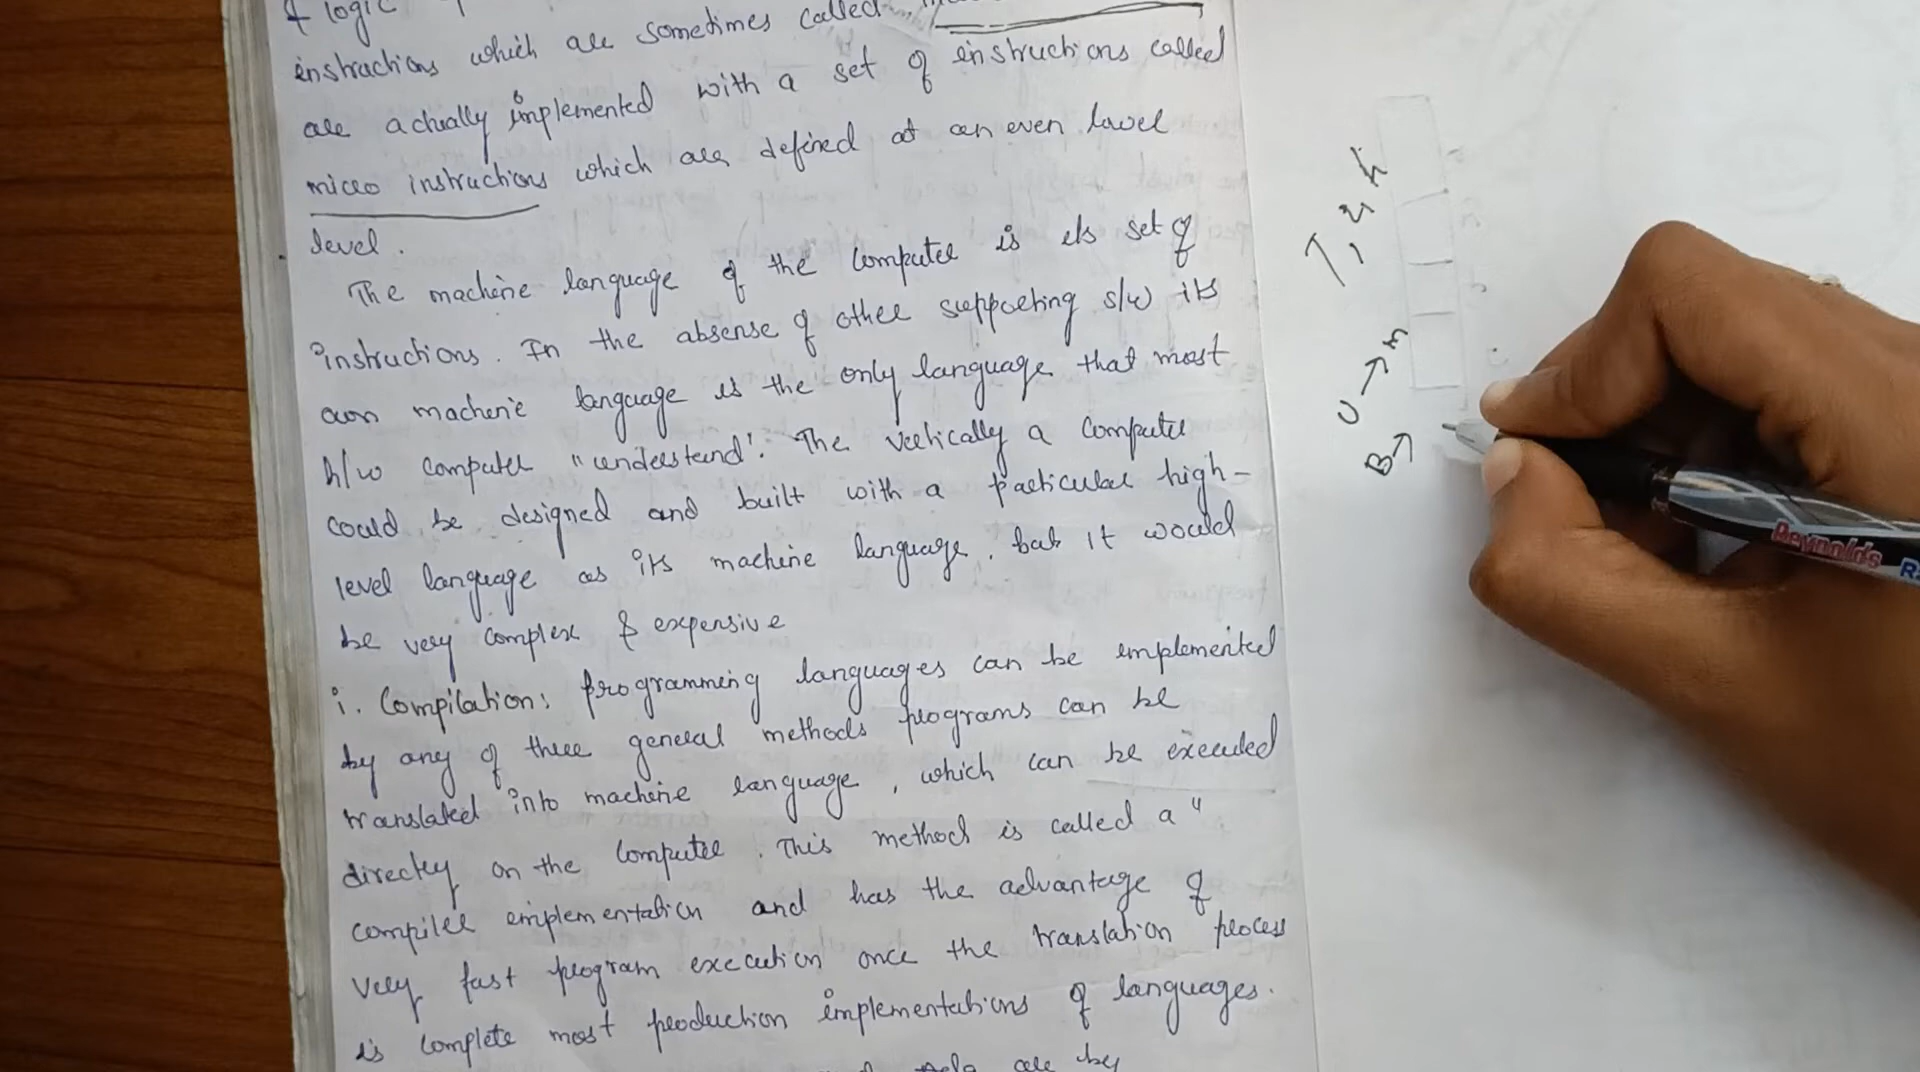 & logic
instructions which are sometimes called
are actually implemented with a set of instructions called
micro instructions which are defined at an even lower
level.
The machine language of the computer is its set of
instructions. In the absense of other supporting s/w its
own machine language is the only language that most
h/w computer "understand". The vertically a computer
could be designed and built with a particular high-
level language as its machine language, but it would
be very complex & expensive
i. Compilation: programming languages can be implemented
by any of three general methods programs can be
translated into machine language, which can be executed
directly on the computer. This method is called a "
compiler implementation and has the advantage of
very fast program execution once the translation process
is complete most production implementations of languages.
are by
U → m
B →
Reynolds